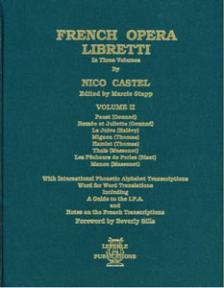 FRENCH OPERA
LIBRETTI
In Three Volumes
By
NICO CASTEL
Edited by Marcie Stapp
VOLUME II
Faust (Gounod)
Roméo et Juliette (Gounod)
La Juive (Halévy)
Mignon (Thomas)
Hamlet (Thomas)
Thaïs (Massenet)
Les Pêcheurs de Perles (Bizet)
Manon (Massenet)
With International Phonetic Alphabet Transcriptions
Word for Word Translations
Including
A Guide to the I.P.A.
and
Notes on the French Transcriptions
Foreword by Beverly Sills
LEYERLE
PUBLICATIONS